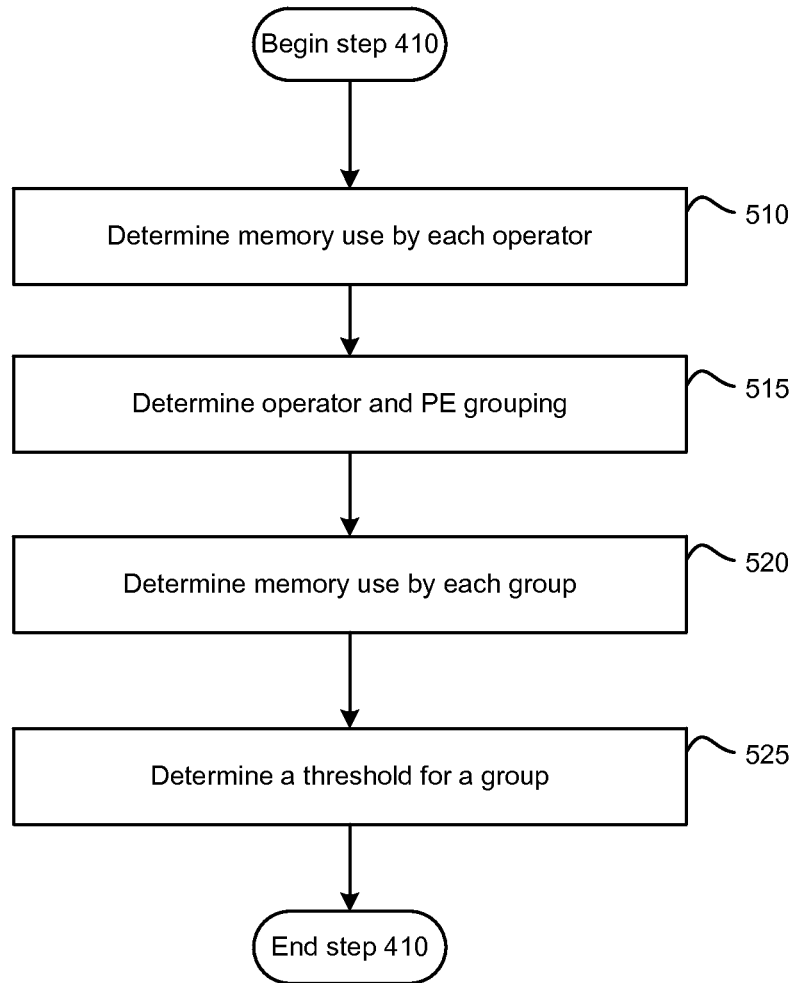 Begin step 410
Determine memory use by each operator
510
Determine operator and PE grouping
515
Determine memory use by each group
520
Determine a threshold for a group
525
End step 410